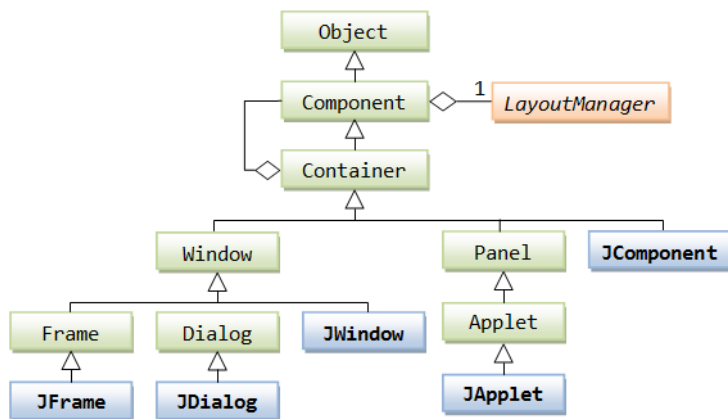 Object
Component
1
LayoutManager
Container
Window
Panel
JComponent
Frame
Dialog
JWindow
Applet
JFrame
JDialog
JApplet